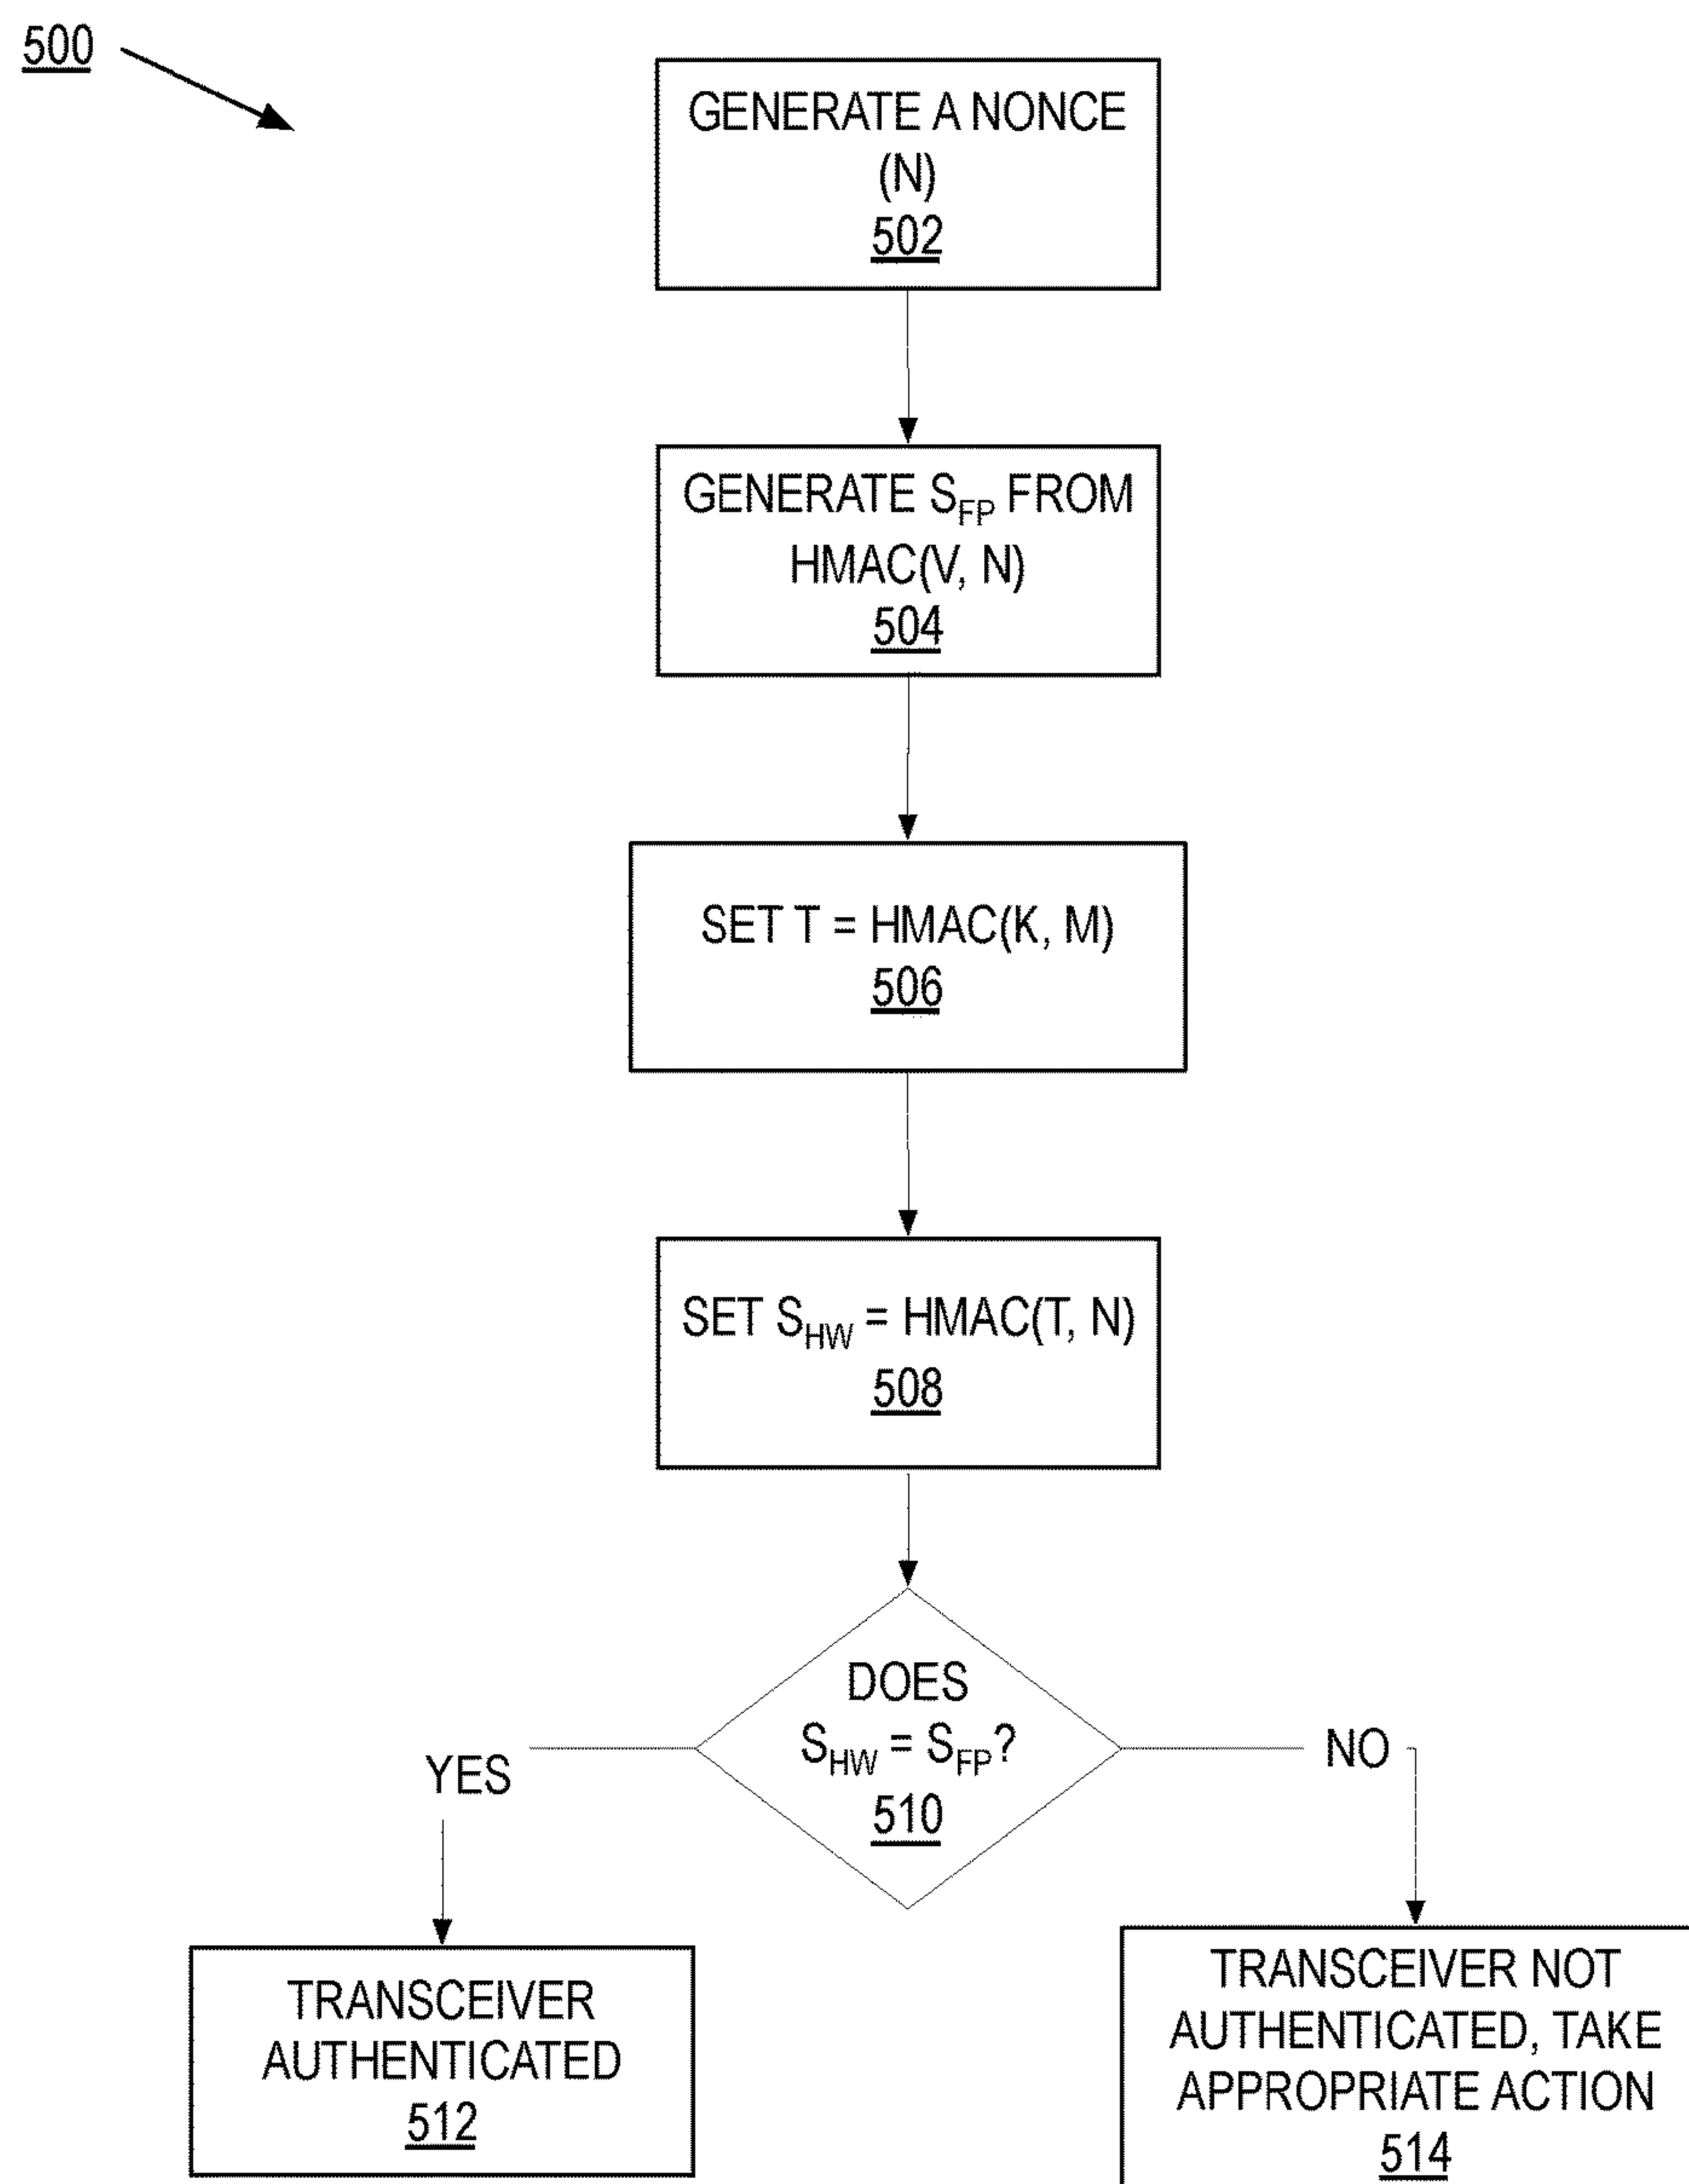 500
GENERATE A NONCE
(N)
502
GENERATE S_FP FROM
HMAC(V, N)
504
SET T = HMAC(K, M)
506
SET S_HW = HMAC(T, N)
508
DOES
S_HW = S_FP?
510
YES
NO
TRANSCEIVER
AUTHENTICATED
512
TRANSCEIVER NOT
AUTHENTICATED, TAKE
APPROPRIATE ACTION
514